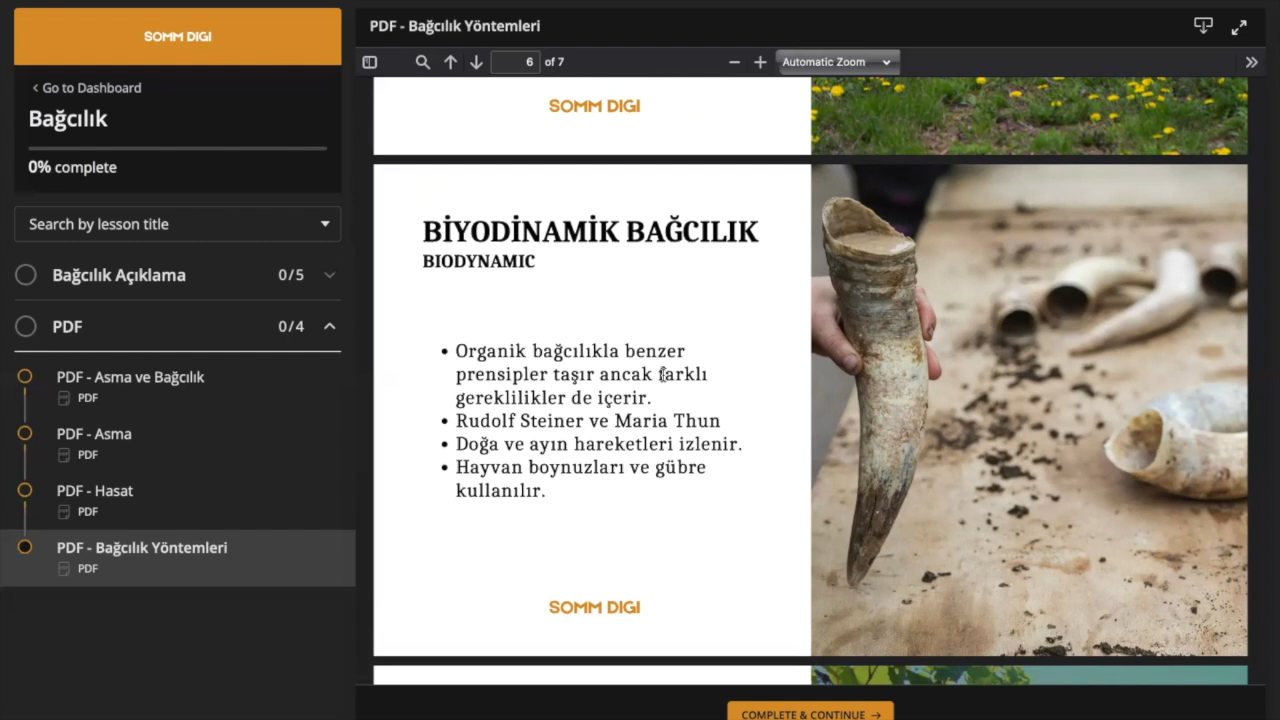 SOMM DIGI
Go to Dashboard
Bağcılık
0% complete
Search by lesson title
Bağcılık Açıklama 0/5
PDF 0/4
PDF - Asma ve Bağcılık
PDF
PDF - Asma
PDF
PDF - Hasat
PDF
PDF - Bağcılık Yöntemleri
PDF
PDF - Bağcılık Yöntemleri
6 of 7
Automatic Zoom
SOMM DIGI
BİYODİNAMİK BAĞCILIK
BIODYNAMIC
• Organik bağcılıkla benzer
prensipler taşır ancak farklı
gereklilikler de içerir.
• Rudolf Steiner ve Maria Thun
• Doğa ve ayın hareketleri izlenir.
• Hayvan boynuzları ve gübre
kullanılır.
SOMM DIGI
COMPLETE & CONTINUE →